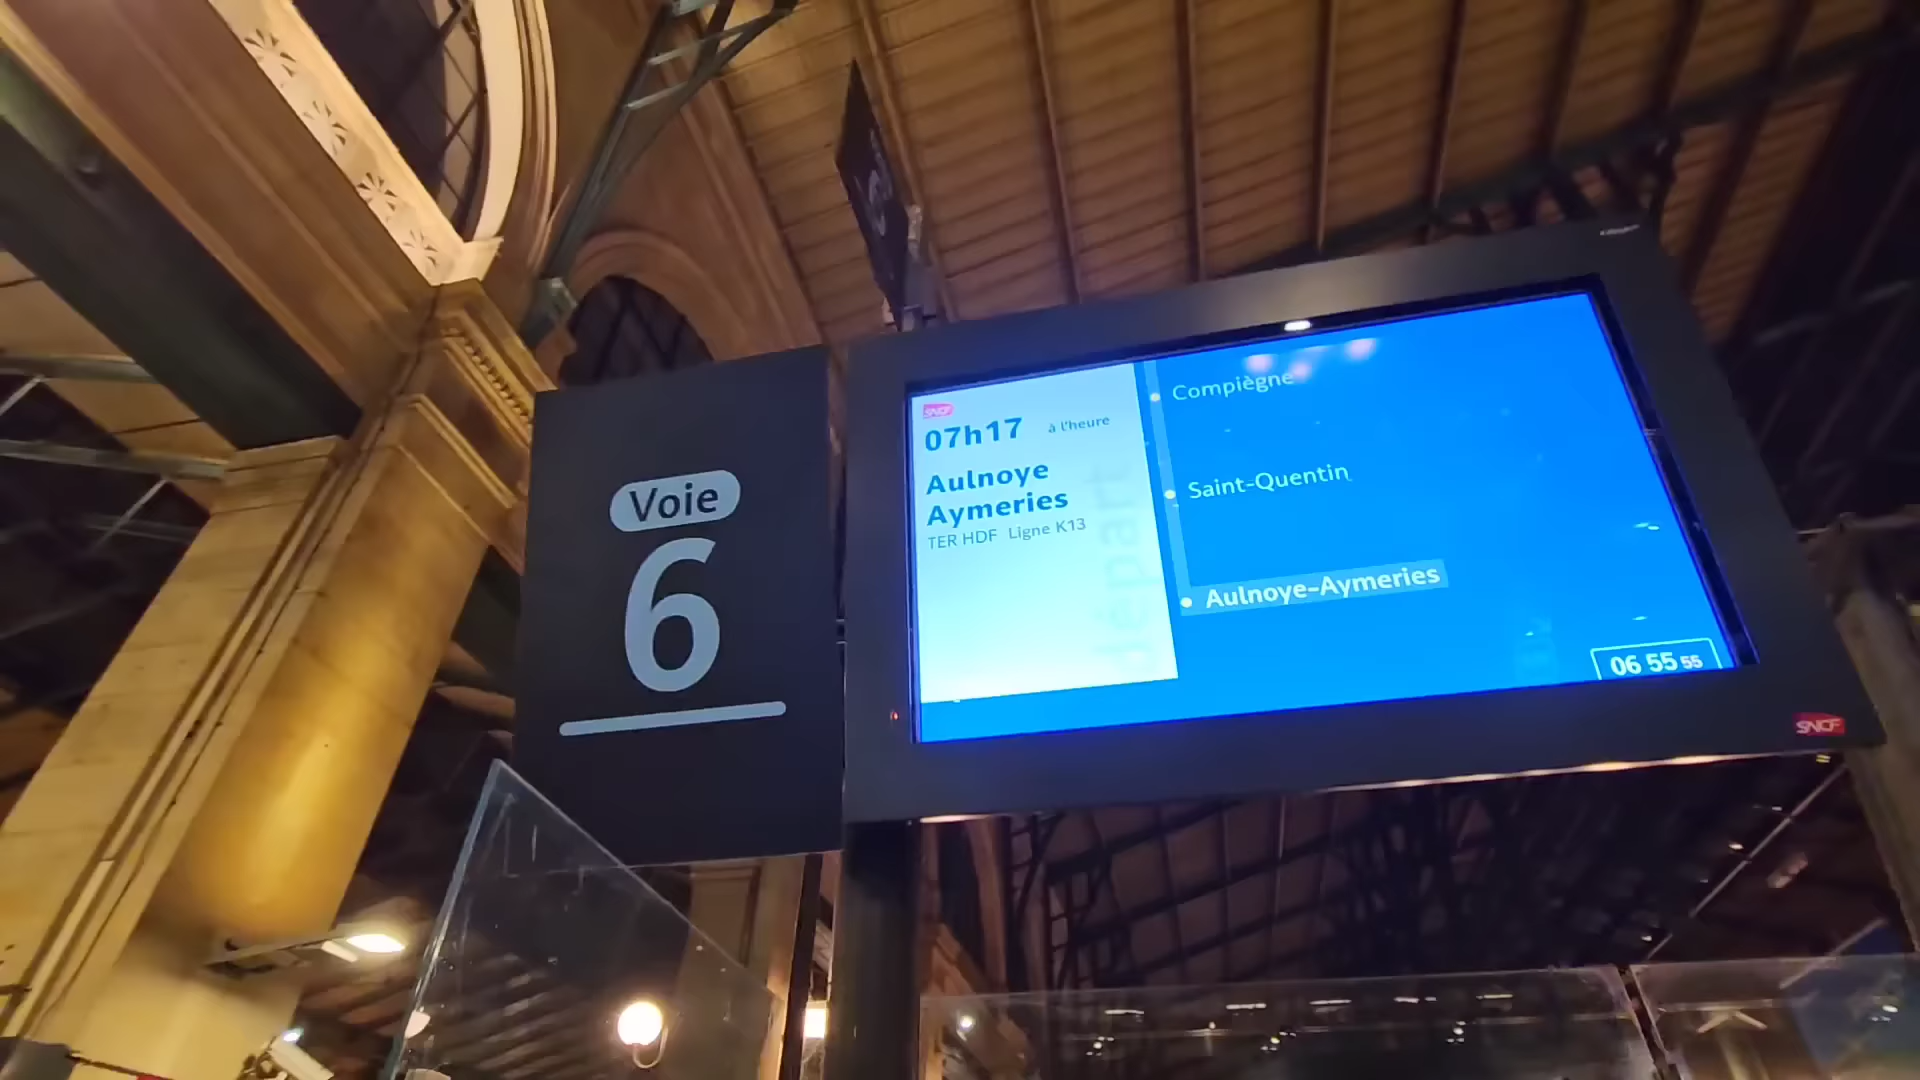 Voie
6
SNCF
07h17 à l'heure
Aulnoye
Aymeries
TER HDF Ligne K13
départ
Compiègne
Saint-Quentin
Aulnoye-Aymeries
06 55 55
SNCF